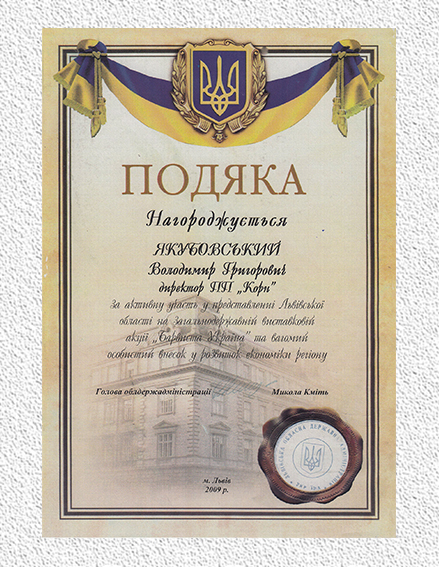 ПОДЯКА
Нагороджується
ЯКУБОВСЬКИЙ
Володимир Григорович
директор ПП „Корн"
За активну участь у представленні Львівської
області на загальнодержавній виставковій
акції „Барвиста Україна" та вагомий
особистий внесок у розвиток економіки регіону
Голова облдержадміністрації Микола Кміть
м. Львів
2009 р.